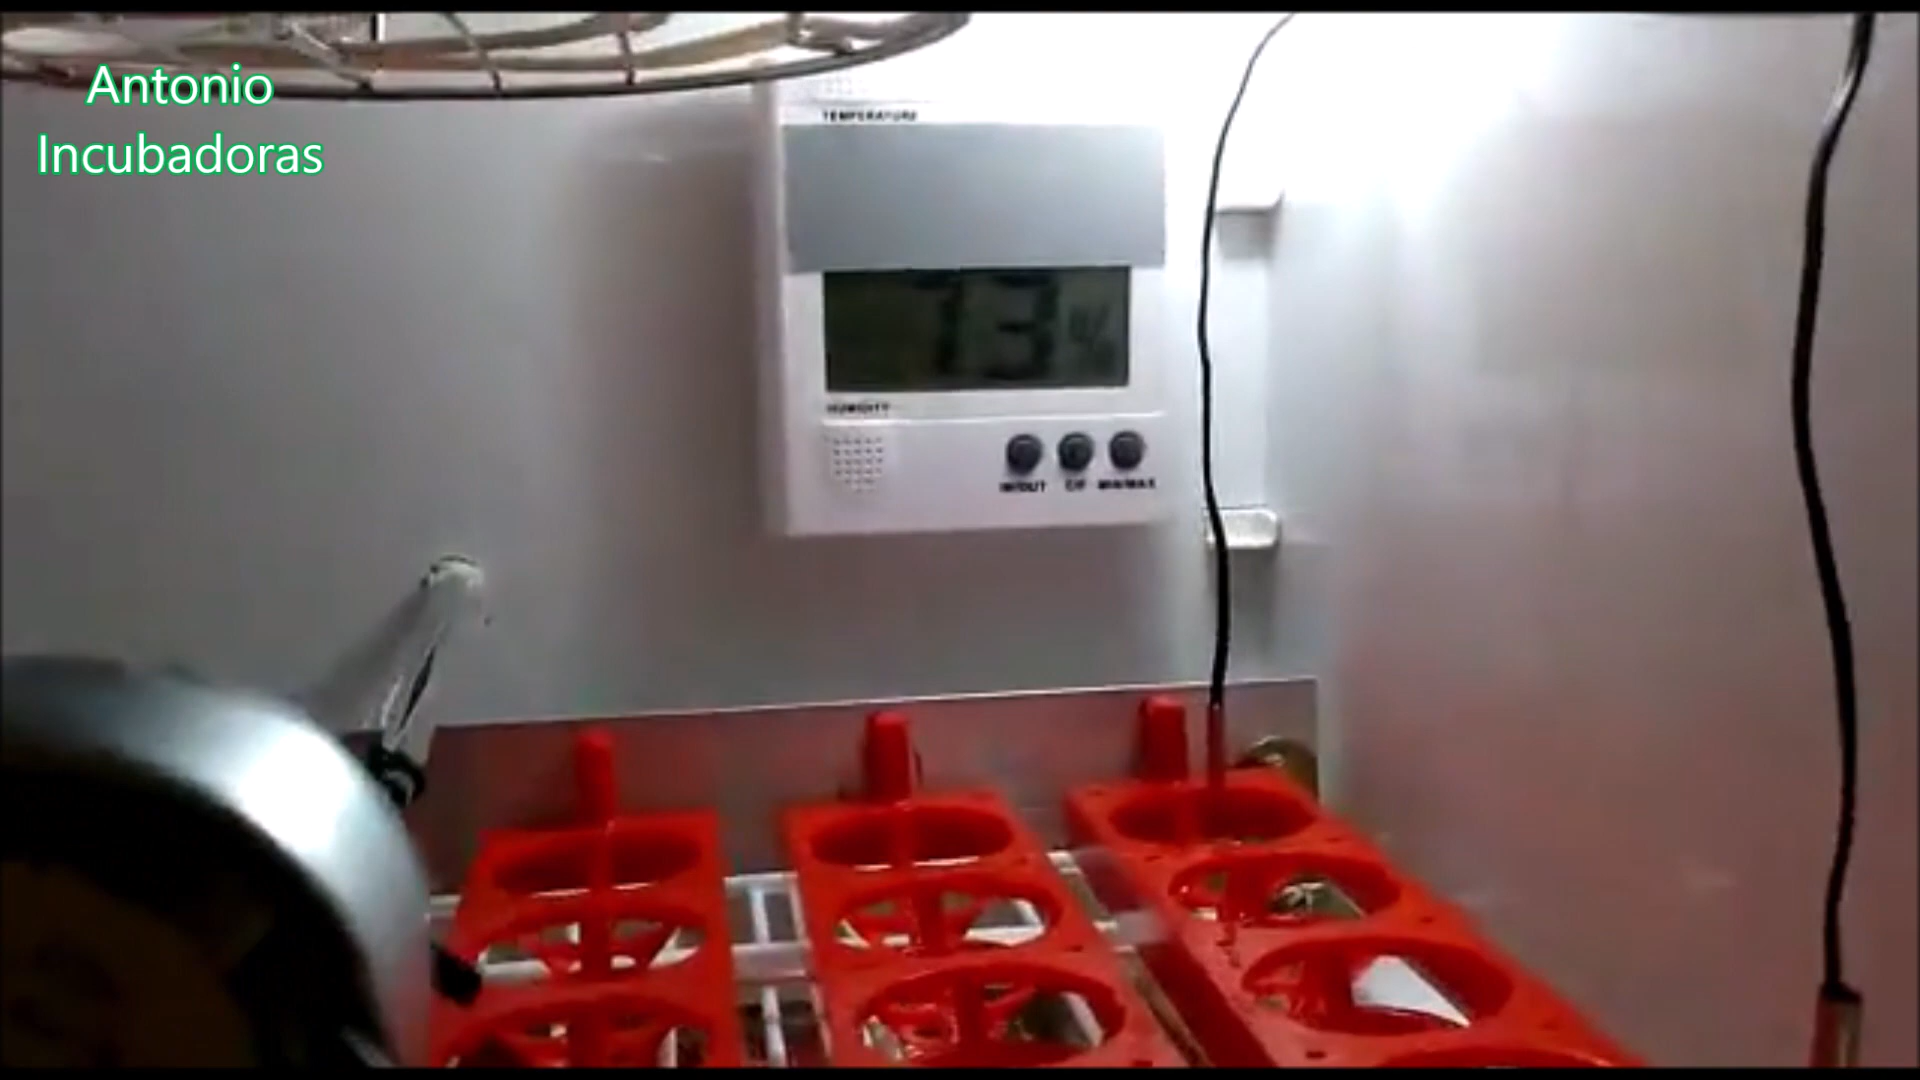 Antonio
Incubadoras
TEMPERATURE
73%
HUMIDITY
IN/OUT C/F MIN/MAX